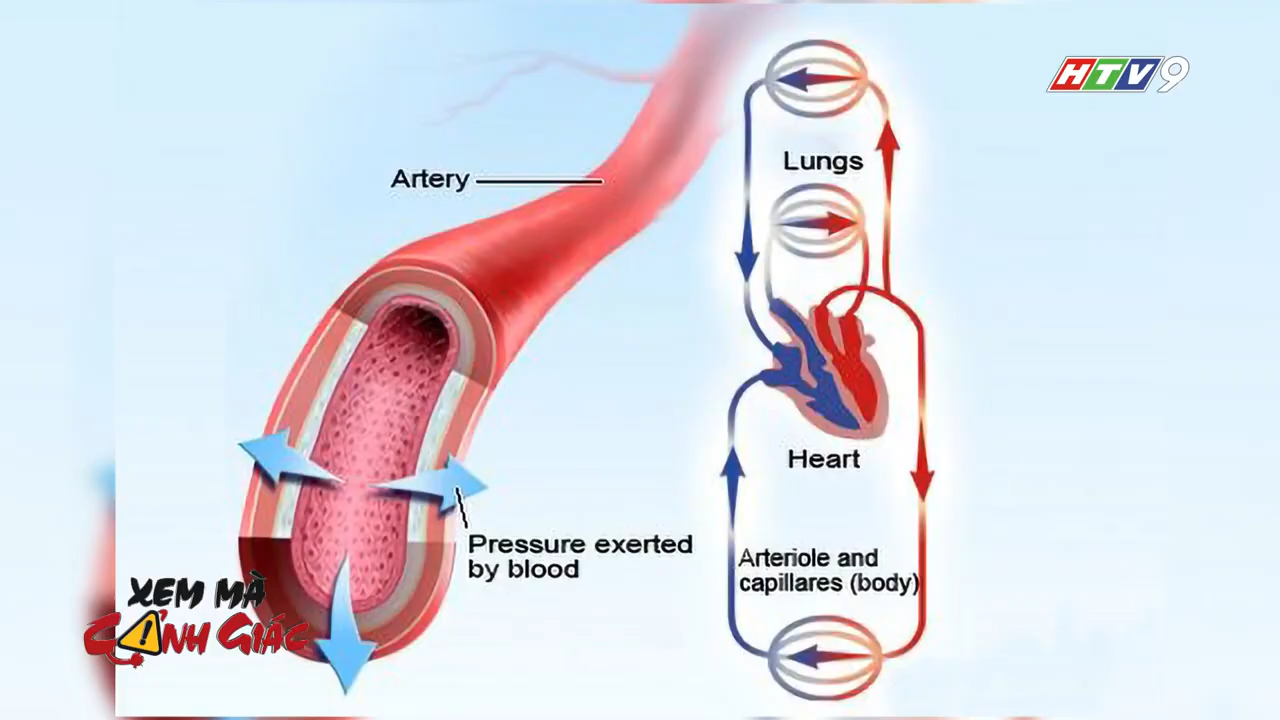 HTV9
Lungs
Artery
Heart
Pressure exerted
by blood
Arteriole and
capillares (body)
XEM MÀ
CẢNH GIÁC